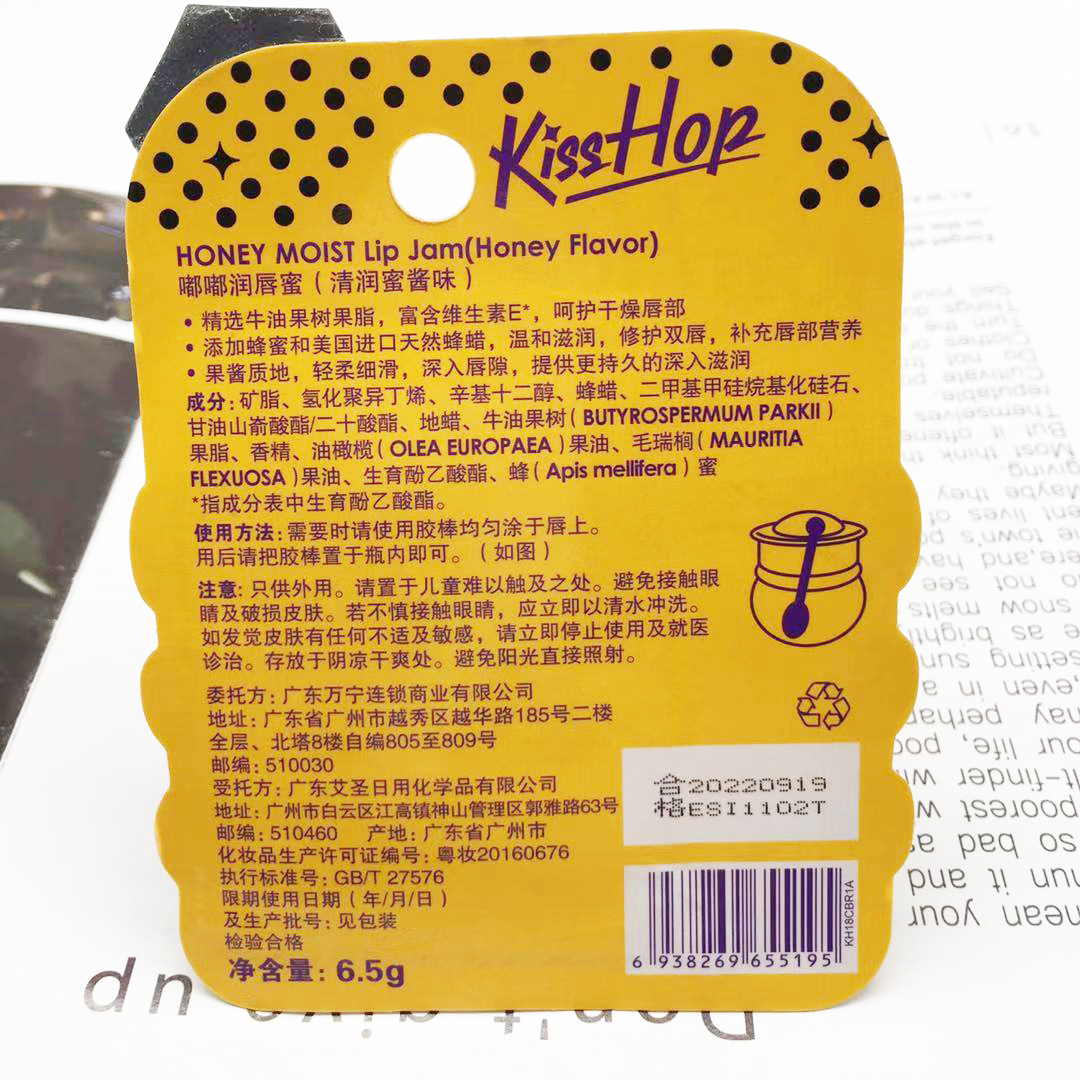 KissHop
HONEY MOIST Lip Jam(Honey Flavor)
嘟嘟润唇蜜（清润蜜酱味）
• 精选牛油果树果脂，富含维生素E*，呵护干燥唇部
• 添加蜂蜜和美国进口天然蜂蜡，温和滋润，修护双唇，补充唇部营养
• 果酱质地，轻柔细滑，深入唇隙，提供更持久的深入滋润
成分：矿脂、氢化聚异丁烯、辛基十二醇、蜂蜡、二甲基甲硅烷基化硅石、
甘油山嵛酸酯/二十酸酯、地蜡、牛油果树（BUTYROSPERMUM PARKII）
果脂、香精、油橄榄（OLEA EUROPAEA）果油、毛瑞榈（MAURITIA
FLEXUOSA）果油、生育酚乙酸酯、蜂（Apis mellifera）蜜
*指成分表中生育酚乙酸酯。
使用方法：需要时请使用胶棒均匀涂于唇上。
用后请把胶棒置于瓶内即可。（如图）
注意：只供外用。请置于儿童难以触及之处。避免接触眼
睛及破损皮肤。若不慎接触眼睛，应立即以清水冲洗。
如发觉皮肤有任何不适及敏感，请立即停止使用及就医
诊治。存放于阴凉干爽处。避免阳光直接照射。
委托方：广东万宁连锁商业有限公司
地址：广东省广州市越秀区越华路185号二楼
全层、北塔8楼自编805至809号
邮编：510030
受托方：广东艾圣日用化学品有限公司
地址：广州市白云区江高镇神山管理区郭雅路63号
邮编：510460 产地：广东省广州市
化妆品生产许可证编号：粤妆20160676
执行标准号：GB/T 27576
限期使用日期（年/月/日）
及生产批号：见包装
检验合格
净含量：6.5g
合20220919
格ESI1102T
KH18CBR1A
6 938269 655195
Don't give up